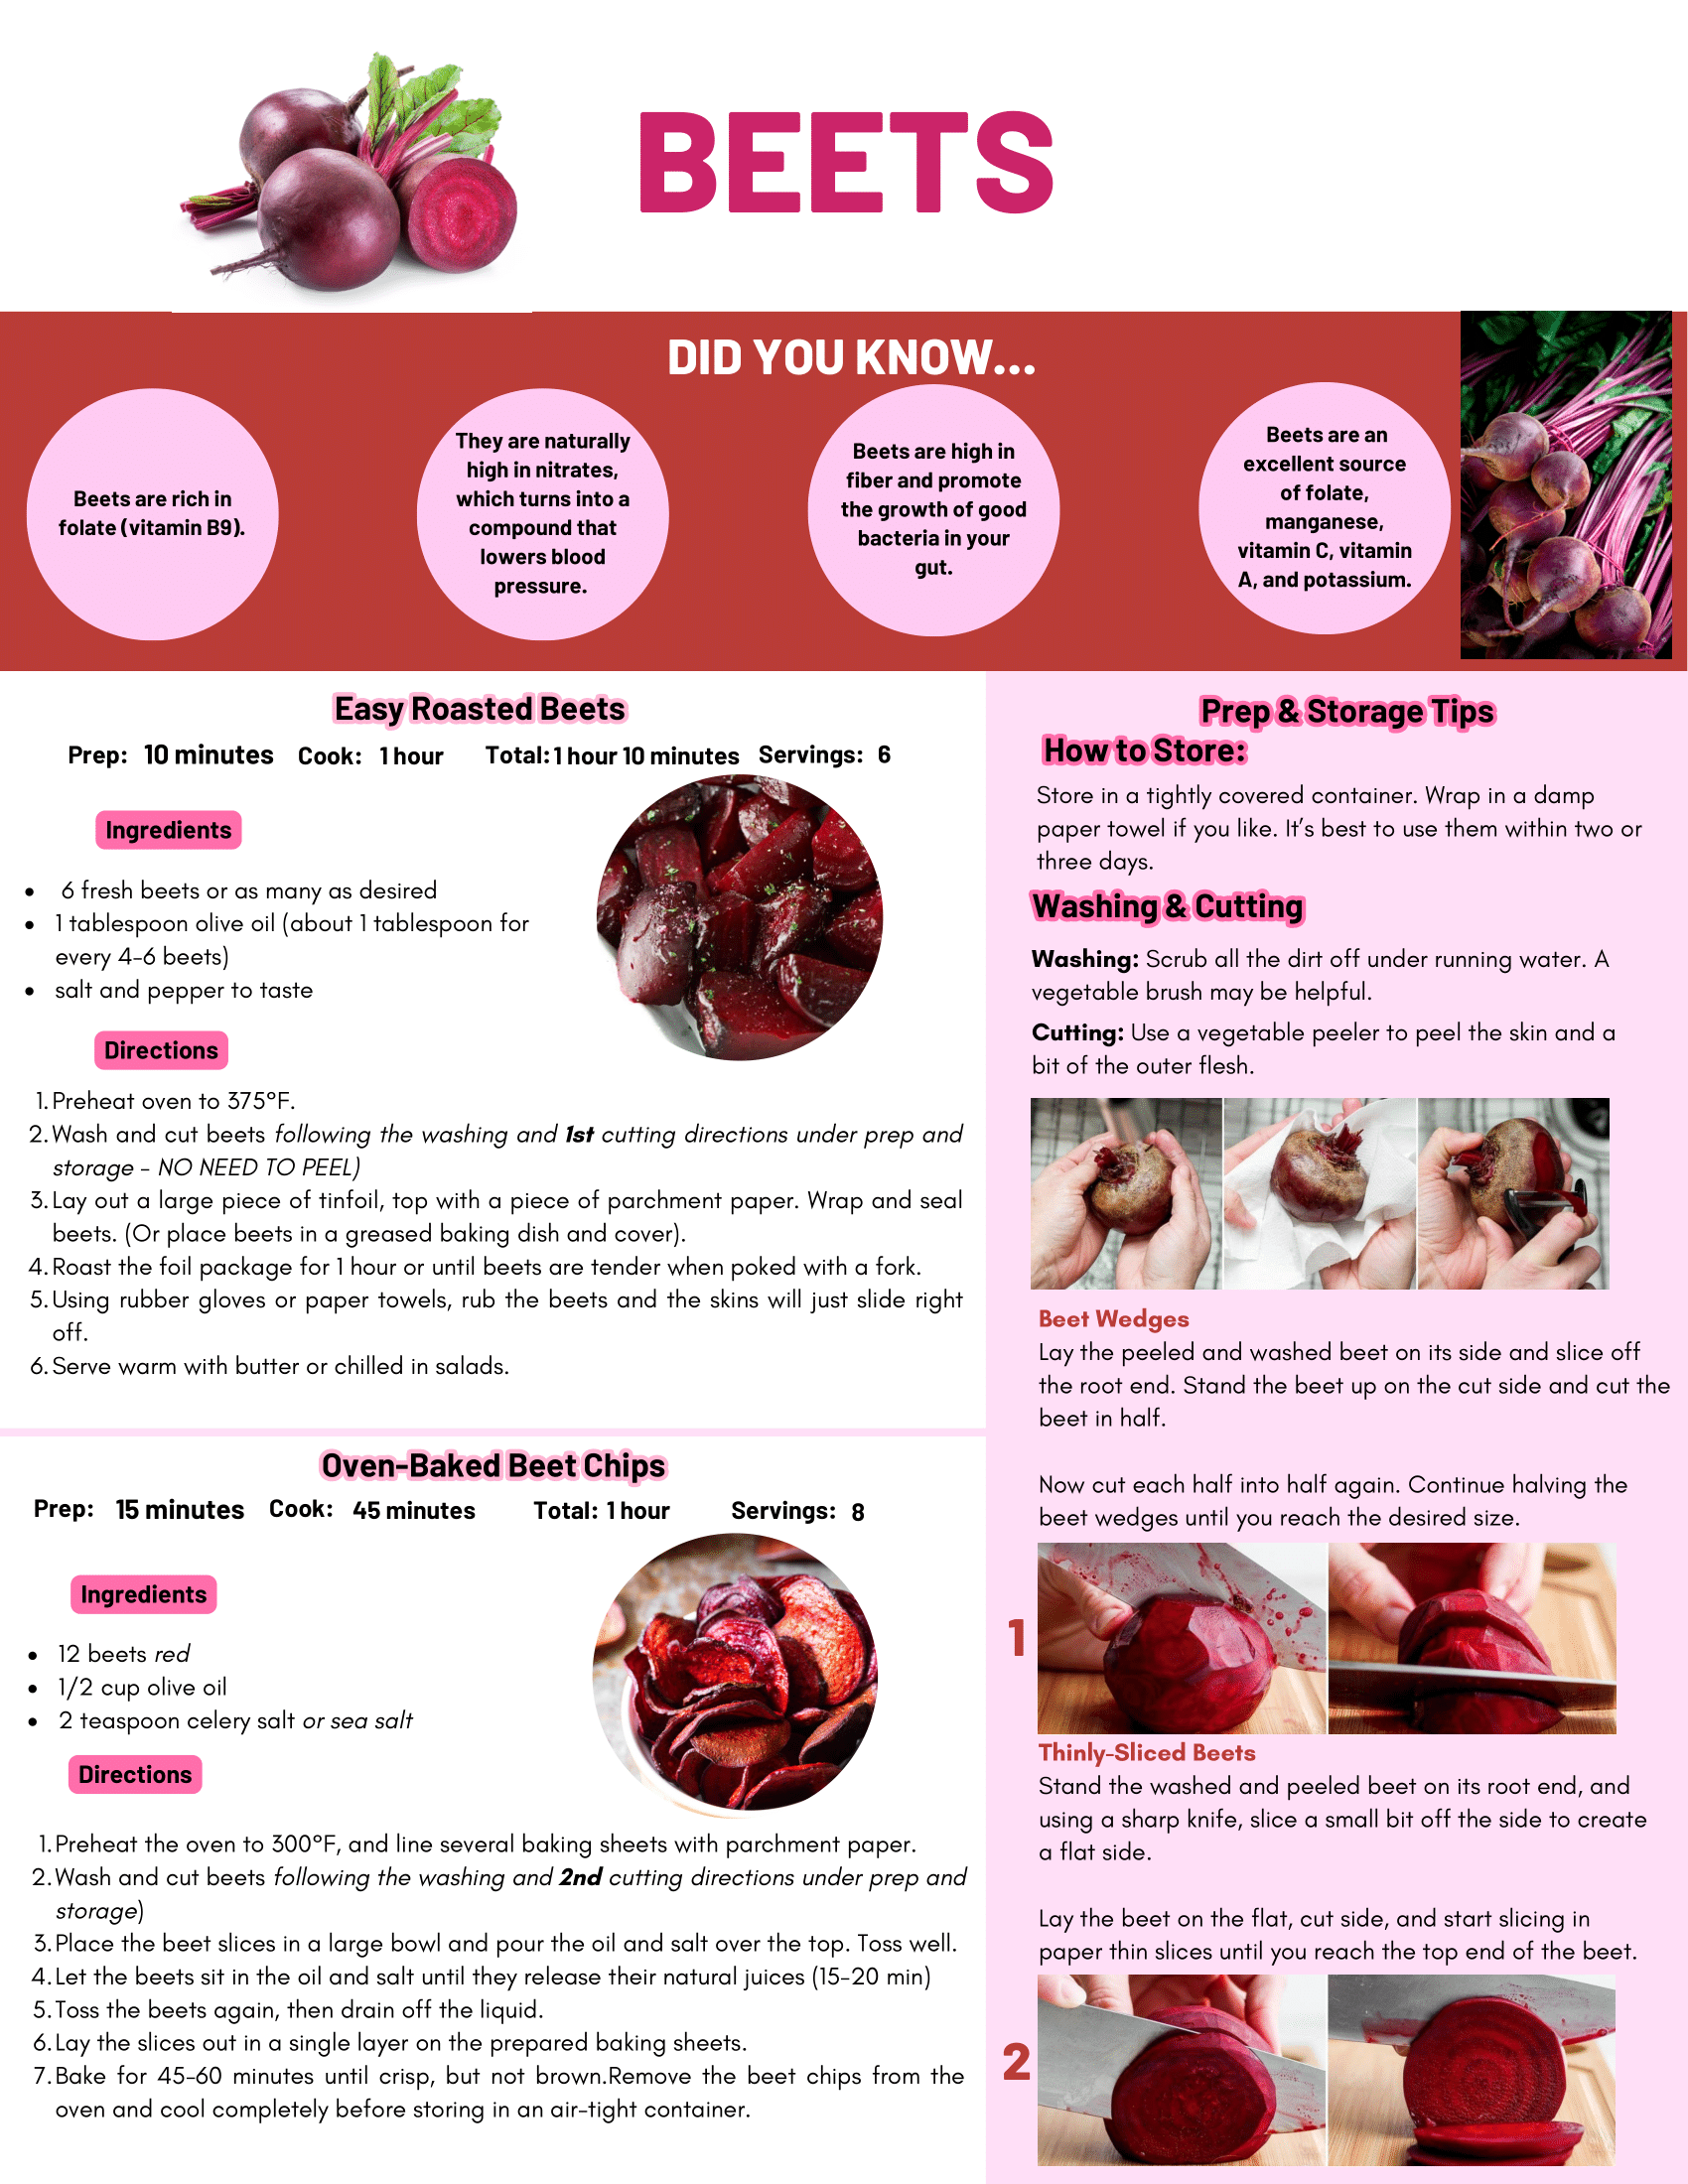 BEETS
DID YOU KNOW...
Beets are rich in
folate (vitamin B9).
They are naturally
high in nitrates,
which turns into a
compound that
lowers blood
pressure.
Beets are high in
fiber and promote
the growth of good
bacteria in your
gut.
Beets are an
excellent source
of folate,
manganese,
vitamin C, vitamin
A, and potassium.
Easy Roasted Beets
Prep: 10 minutes Cook: 1 hour Total: 1 hour 10 minutes Servings: 6
Ingredients
• 6 fresh beets or as many as desired
• 1 tablespoon olive oil (about 1 tablespoon for
every 4-6 beets)
• salt and pepper to taste
Directions
1. Preheat oven to 375°F.
2. Wash and cut beets following the washing and 1st cutting directions under prep and
storage - NO NEED TO PEEL)
3. Lay out a large piece of tinfoil, top with a piece of parchment paper. Wrap and seal
beets. (Or place beets in a greased baking dish and cover).
4. Roast the foil package for 1 hour or until beets are tender when poked with a fork.
5. Using rubber gloves or paper towels, rub the beets and the skins will just slide right
off.
6. Serve warm with butter or chilled in salads.
Oven-Baked Beet Chips
Prep: 15 minutes Cook: 45 minutes Total: 1 hour Servings: 8
Ingredients
• 12 beets red
• 1/2 cup olive oil
• 2 teaspoon celery salt or sea salt
Directions
1. Preheat the oven to 300°F, and line several baking sheets with parchment paper.
2. Wash and cut beets following the washing and 2nd cutting directions under prep and
storage)
3. Place the beet slices in a large bowl and pour the oil and salt over the top. Toss well.
4. Let the beets sit in the oil and salt until they release their natural juices (15-20 min)
5. Toss the beets again, then drain off the liquid.
6. Lay the slices out in a single layer on the prepared baking sheets.
7. Bake for 45-60 minutes until crisp, but not brown.Remove the beet chips from the
oven and cool completely before storing in an air-tight container.
Prep & Storage Tips
How to Store:
Store in a tightly covered container. Wrap in a damp
paper towel if you like. It's best to use them within two or
three days.
Washing & Cutting
Washing: Scrub all the dirt off under running water. A
vegetable brush may be helpful.
Cutting: Use a vegetable peeler to peel the skin and a
bit of the outer flesh.
Beet Wedges
Lay the peeled and washed beet on its side and slice off
the root end. Stand the beet up on the cut side and cut the
beet in half.
Now cut each half into half again. Continue halving the
beet wedges until you reach the desired size.
1
Thinly-Sliced Beets
Stand the washed and peeled beet on its root end, and
using a sharp knife, slice a small bit off the side to create
a flat side.
Lay the beet on the flat, cut side, and start slicing in
paper thin slices until you reach the top end of the beet.
2